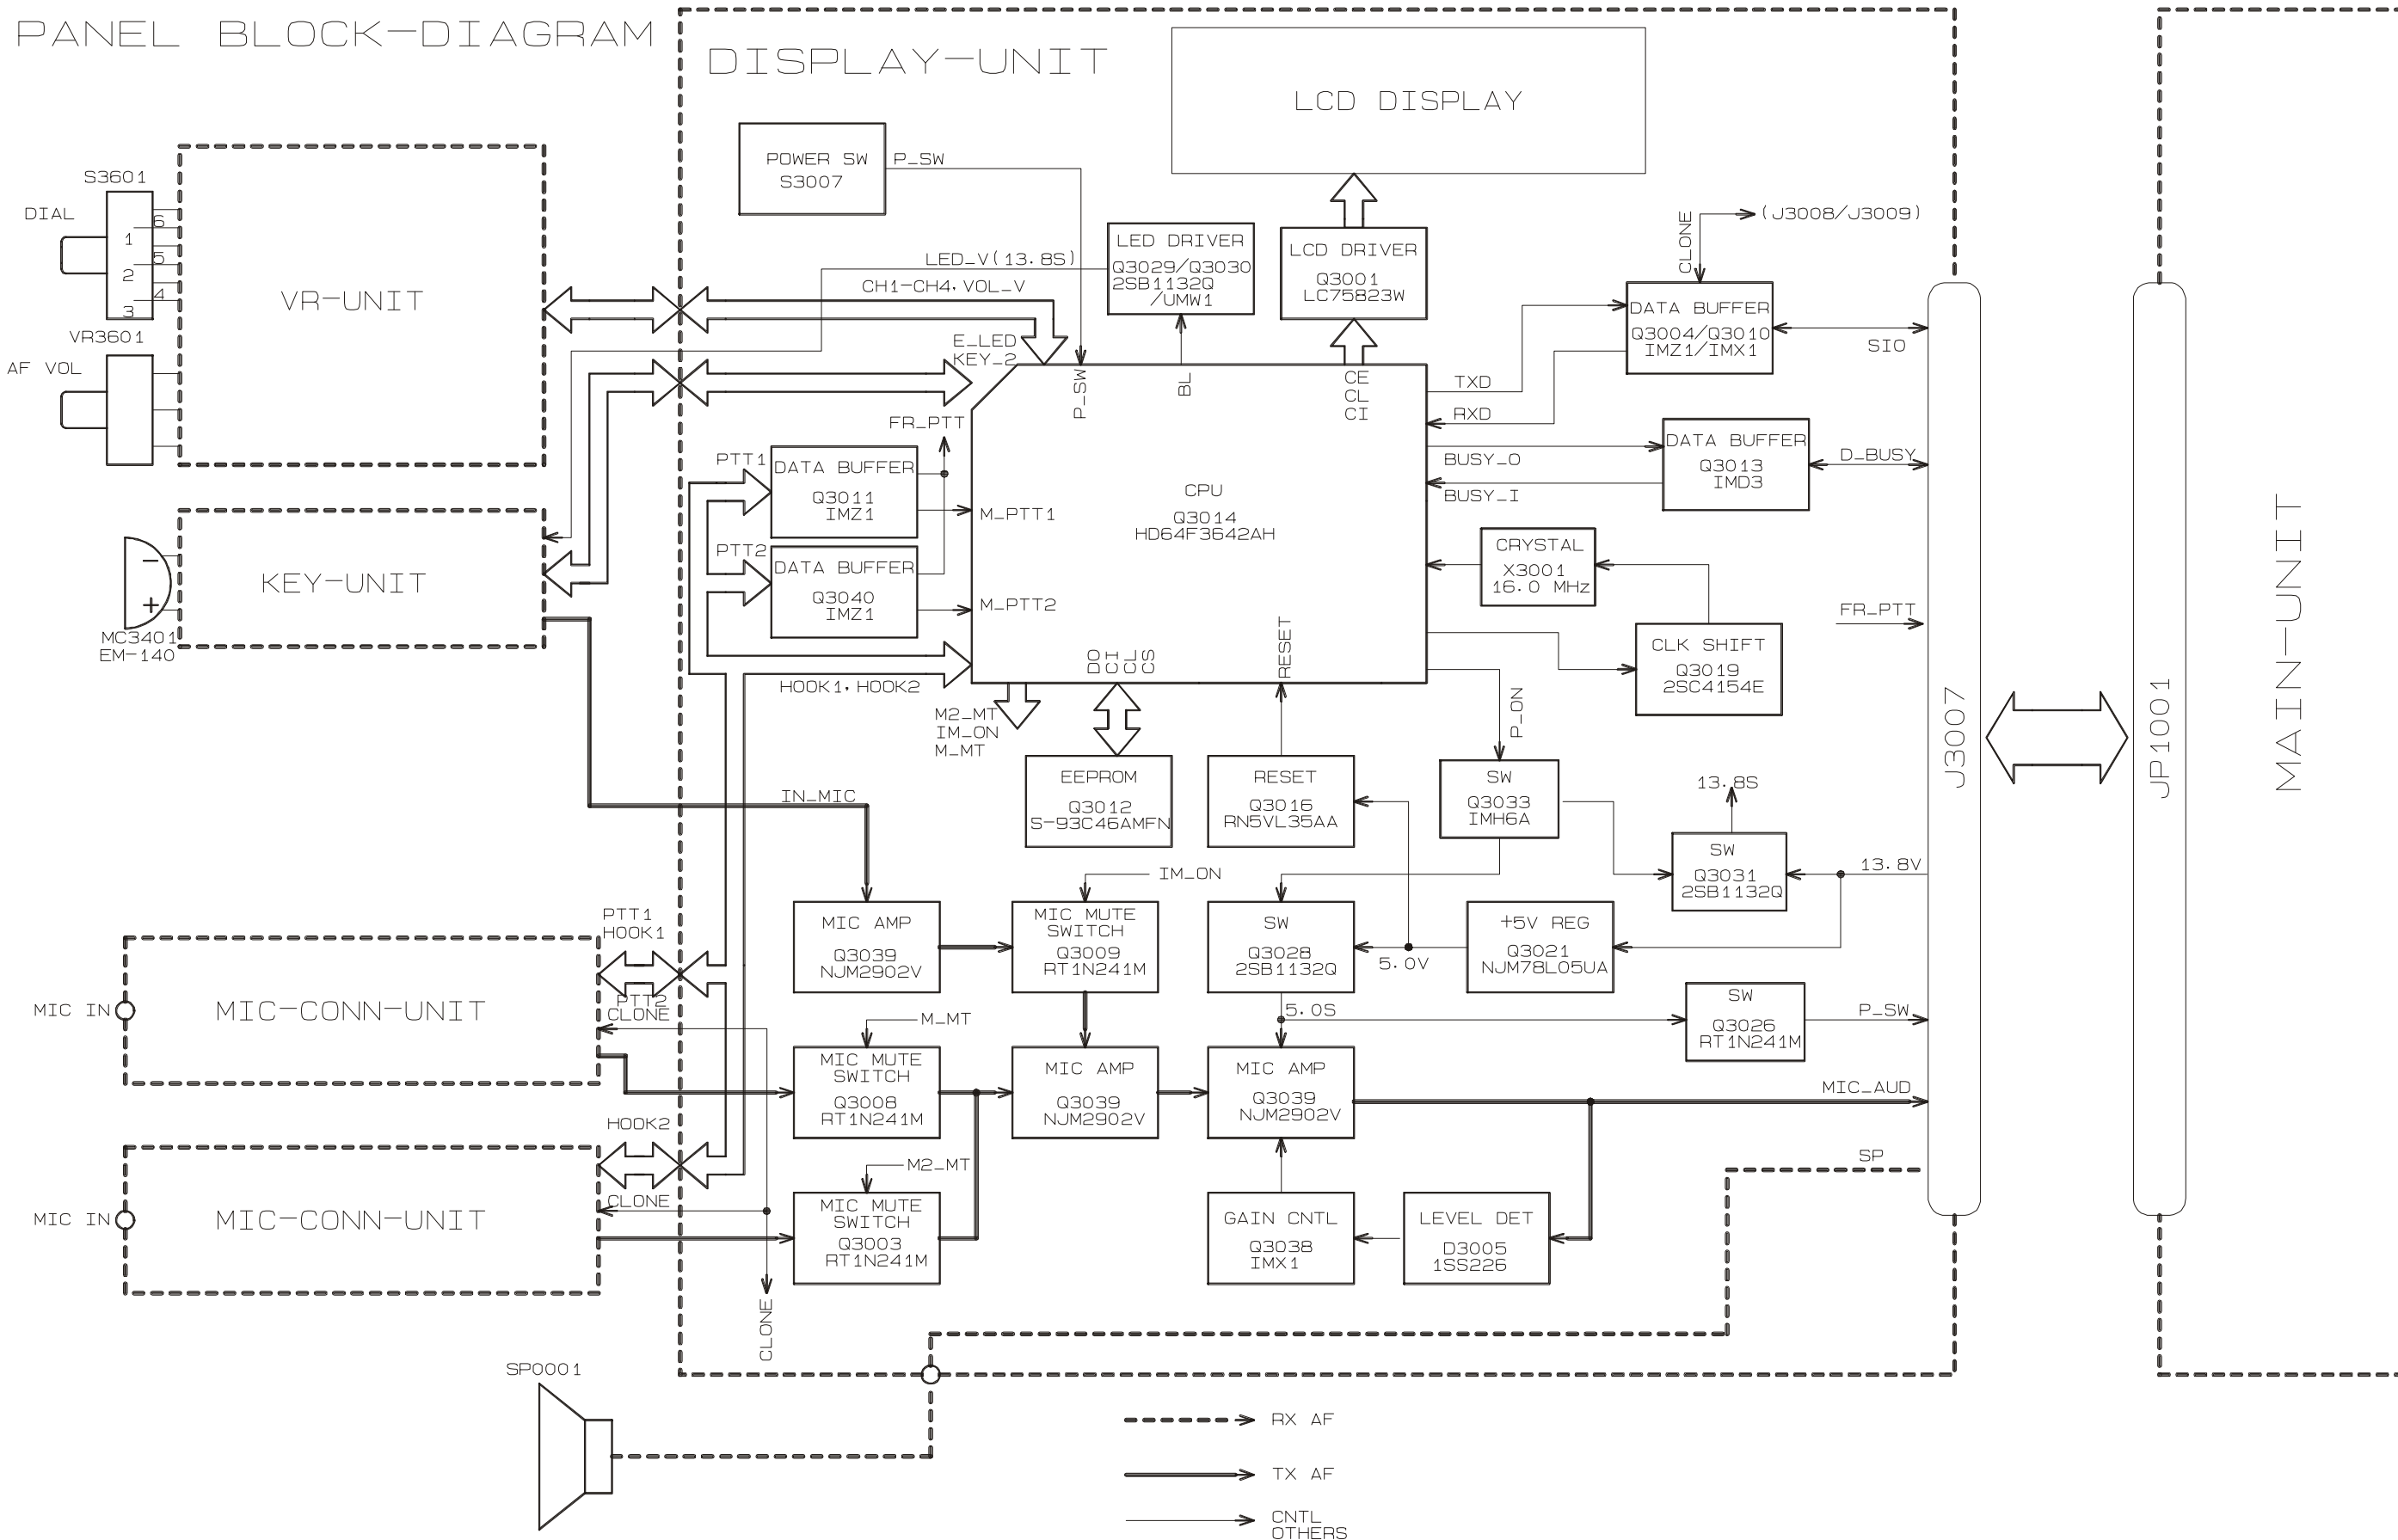 PANEL BLOCK-DIAGRAM
DISPLAY-UNIT
LCD DISPLAY
POWER SW
S3007
P_SW
S3601
DIAL
6
1
5
2
4
3
VR-UNIT
VR3601
AF VOL
LED_V(13.8S)
CH1-CH4,VOL_V
LED DRIVER
Q3029/Q3030
2SB1132Q
/UMW1
LCD DRIVER
Q3001
LC75823W
CLONE
(J3008/J3009)
DATA BUFFER
Q3004/Q3010
IMZ1/IMX1
SIO
E_LED
KEY_2
P_SW
BL
CE
CL
CI
TXD
RXD
FR_PTT
PTT1
DATA BUFFER
Q3011
IMZ1
M_PTT1
CPU
Q3014
HD64F3642AH
BUSY_O
BUSY_I
DATA BUFFER
Q3013
IMD3
D_BUSY
PTT2
DATA BUFFER
Q3040
IMZ1
M_PTT2
CRYSTAL
X3001
16.0 MHz
FR_PTT
KEY-UNIT
-
+
MC3401
EM-140
CLK SHIFT
Q3019
2SC4154E
DO
CI
CL
CS
RESET
HOOK1,HOOK2
M2_MT
IM_ON
M_MT
P_ON
J3007
JP1001
MAIN-UNIT
EEPROM
Q3012
S-93C46AMFN
RESET
Q3016
RN5VL35AA
SW
Q3033
IMH6A
13.8S
IN_MIC
SW
Q3031
2SB1132Q
13.8V
IM_ON
MIC AMP
Q3039
NJM2902V
MIC MUTE
SWITCH
Q3009
RT1N241M
SW
Q3028
2SB1132Q
5.0V
+5V REG
Q3021
NJM78L05UA
PTT1
HOOK1
MIC IN
MIC-CONN-UNIT
PTT2
CLONE
M_MT
5.0S
SW
Q3026
RT1N241M
P_SW
MIC MUTE
SWITCH
Q3008
RT1N241M
MIC AMP
Q3039
NJM2902V
MIC AMP
Q3039
NJM2902V
MIC_AUD
HOOK2
M2_MT
SP
MIC IN
MIC-CONN-UNIT
CLONE
MIC MUTE
SWITCH
Q3003
RT1N241M
GAIN CNTL
Q3038
IMX1
LEVEL DET
D3005
1SS226
CLONE
SP0001
RX AF
TX AF
CNTL
OTHERS